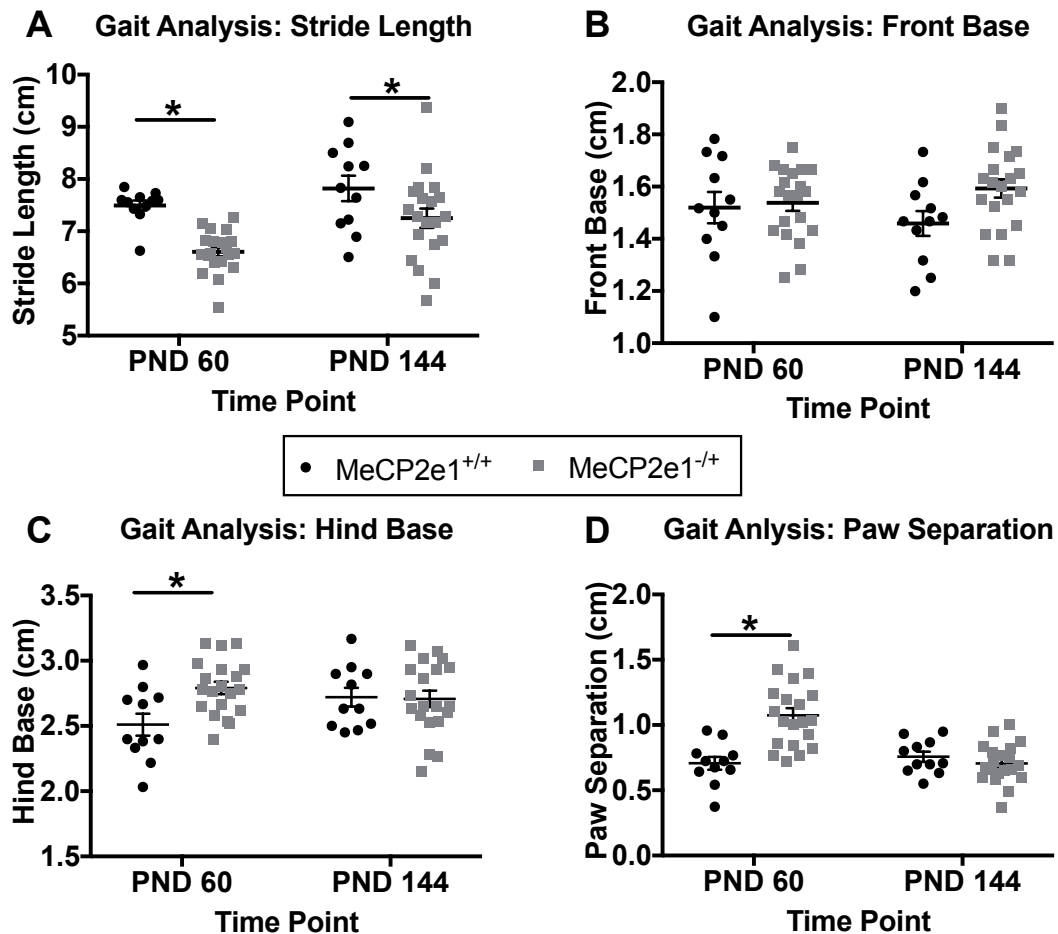 A Gait Analysis: Stride Length
Stride Length (cm)
10
9
8
7
6
5
*
*
PND 60 PND 144
Time Point
B Gait Analysis: Front Base
Front Base (cm)
2.0
1.8
1.6
1.4
1.2
1.0
PND 60 PND 144
Time Point
MeCP2e1+/+ MeCP2e1-/+
C Gait Analysis: Hind Base
Hind Base (cm)
3.5
3.0
2.5
2.0
1.5
*
PND 60 PND 144
Time Point
D Gait Anlysis: Paw Separation
Paw Separation (cm)
2.0
1.5
1.0
0.5
0.0
*
PND 60 PND 144
Time Point